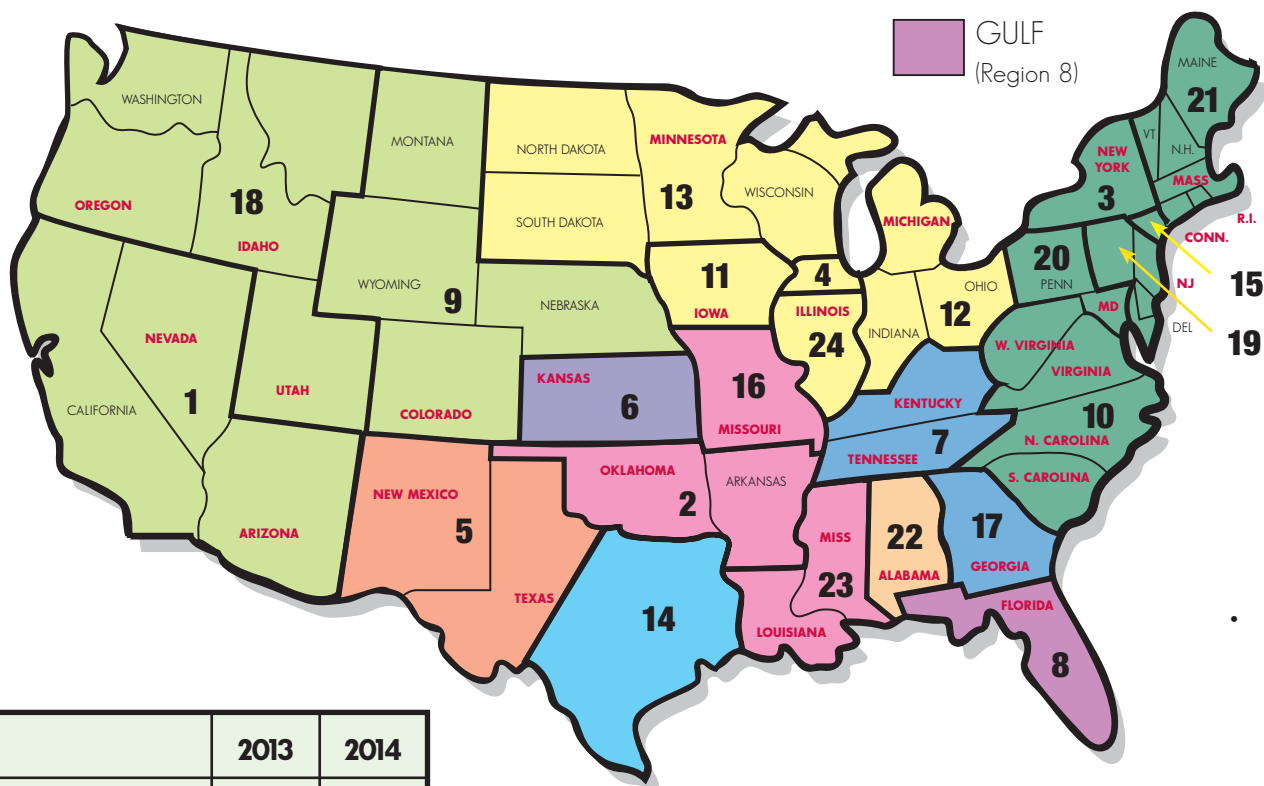 GULF
(Region 8)
MAINE
21
WASHINGTON
MONTANA
NORTH DAKOTA
MINNESOTA
VT
N.H.
NEW
YORK
MASS
3
OREGON
18
IDAHO
SOUTH DAKOTA
13
WISCONSIN
MICHIGAN
R.I.
CONN.
WYOMING
9
NEBRASKA
11
IOWA
4
ILLINOIS
24
INDIANA
OHIO
12
20
PENN
NJ
15
MD
DEL
19
NEVADA
1
CALIFORNIA
UTAH
COLORADO
KANSAS
6
16
MISSOURI
KENTUCKY
7
TENNESSEE
W. VIRGINIA
VIRGINIA
10
N. CAROLINA
S. CAROLINA
ARIZONA
NEW MEXICO
5
OKLAHOMA
2
ARKANSAS
MISS
23
22
ALABAMA
17
GEORGIA
TEXAS
14
LOUISIANA
FLORIDA
8
2013 2014